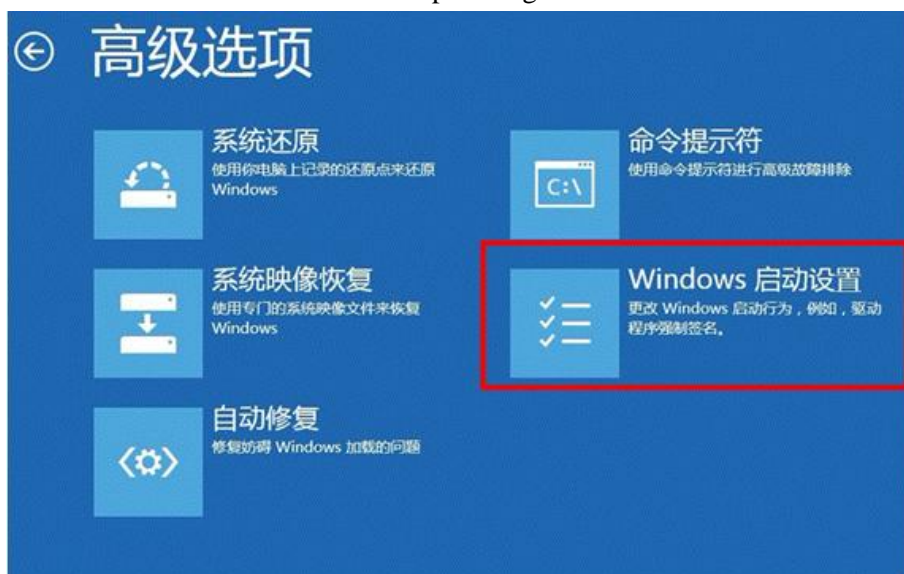 高级选项
系统还原
使用你电脑上记录的还原点来还原
Windows
命令提示符
使用命令提示符进行高级故障排除
C:\
系统映像恢复
使用专门的系统映像文件来恢复
Windows
Windows 启动设置
更改 Windows 启动行为，例如，驱动
程序强制签名。
自动修复
修复妨碍 Windows 加载的问题